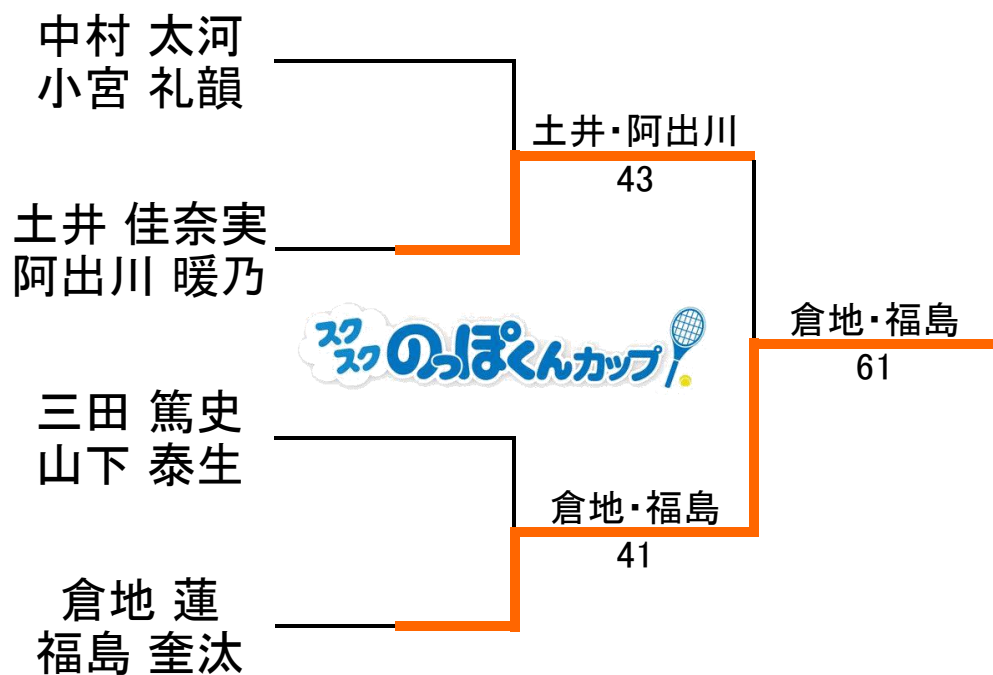 中村 太河
小宮 礼韻
土井・阿出川
43
土井 佳奈実
阿出川 暖乃
スク
スク のっぽくんカップ
倉地・福島
61
三田 篤史
山下 泰生
倉地・福島
41
倉地 蓮
福島 奎汰